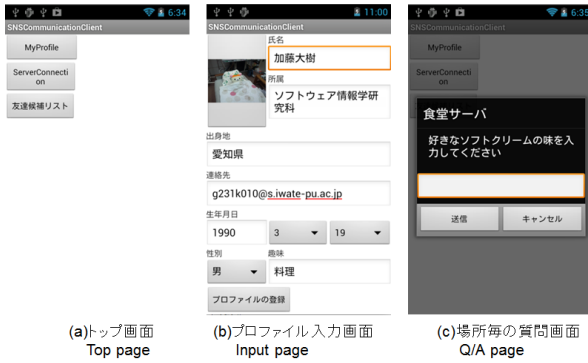 6:34
SNSCommunicationClient
MyProfile
ServerConnecti
on
友達候補リスト
11:00
SNSCommunicationClient
氏名
加藤大樹
所属
ソフトウェア情報学研
究科
出身地
愛知県
連絡先
g231k010@s.iwate-pu.ac.jp
生年月日
1990 3 19
性別 趣味
男 料理
プロファイルの登録
6:35
SNSCommunicationClient
MyProfile
ServerConnecti
on
食堂サーバ
好きなソフトクリームの味を入
力してください
送信 キャンセル
(a)トップ画面
Top page
(b)プロファイル入力画面
Input page
(c)場所毎の質問画面
Q/A page